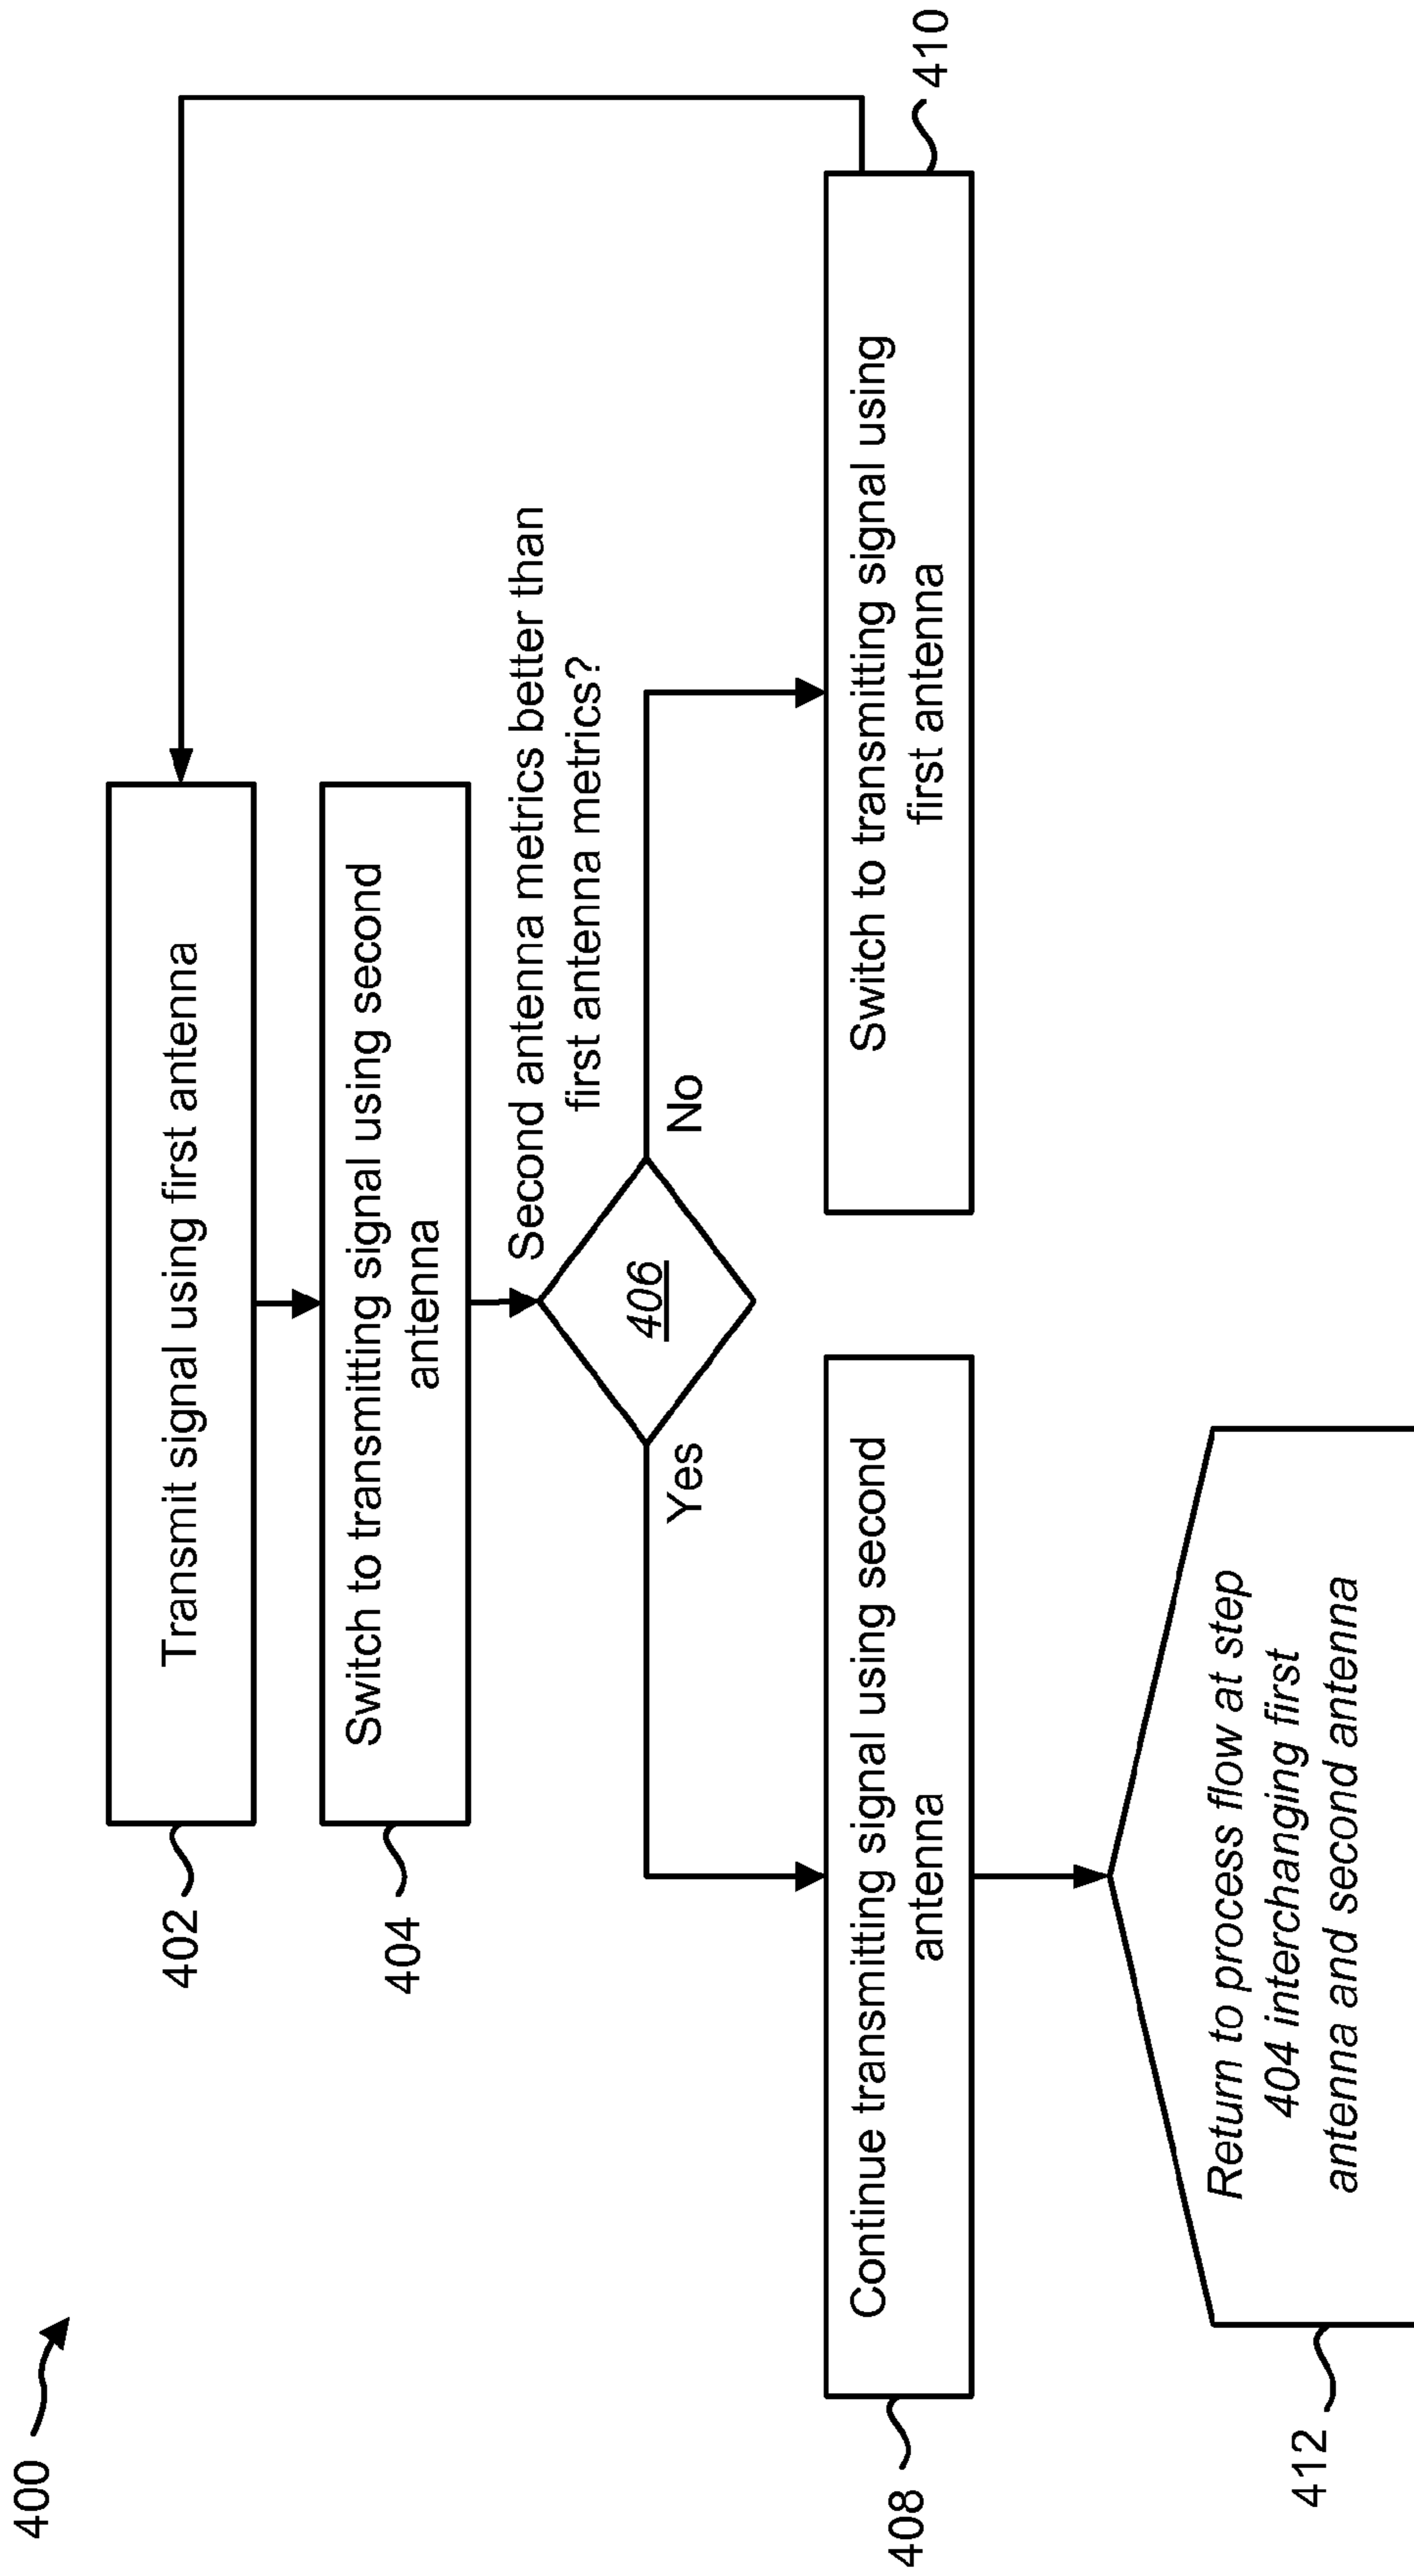 400
402
Transmit signal using first antenna
404
Switch to transmitting signal using second
antenna
Second antenna metrics better than
first antenna metrics?
406
Yes
No
408
Continue transmitting signal using second
antenna
Switch to transmitting signal using
first antenna
410
412
Return to process flow at step
404 interchanging first
antenna and second antenna